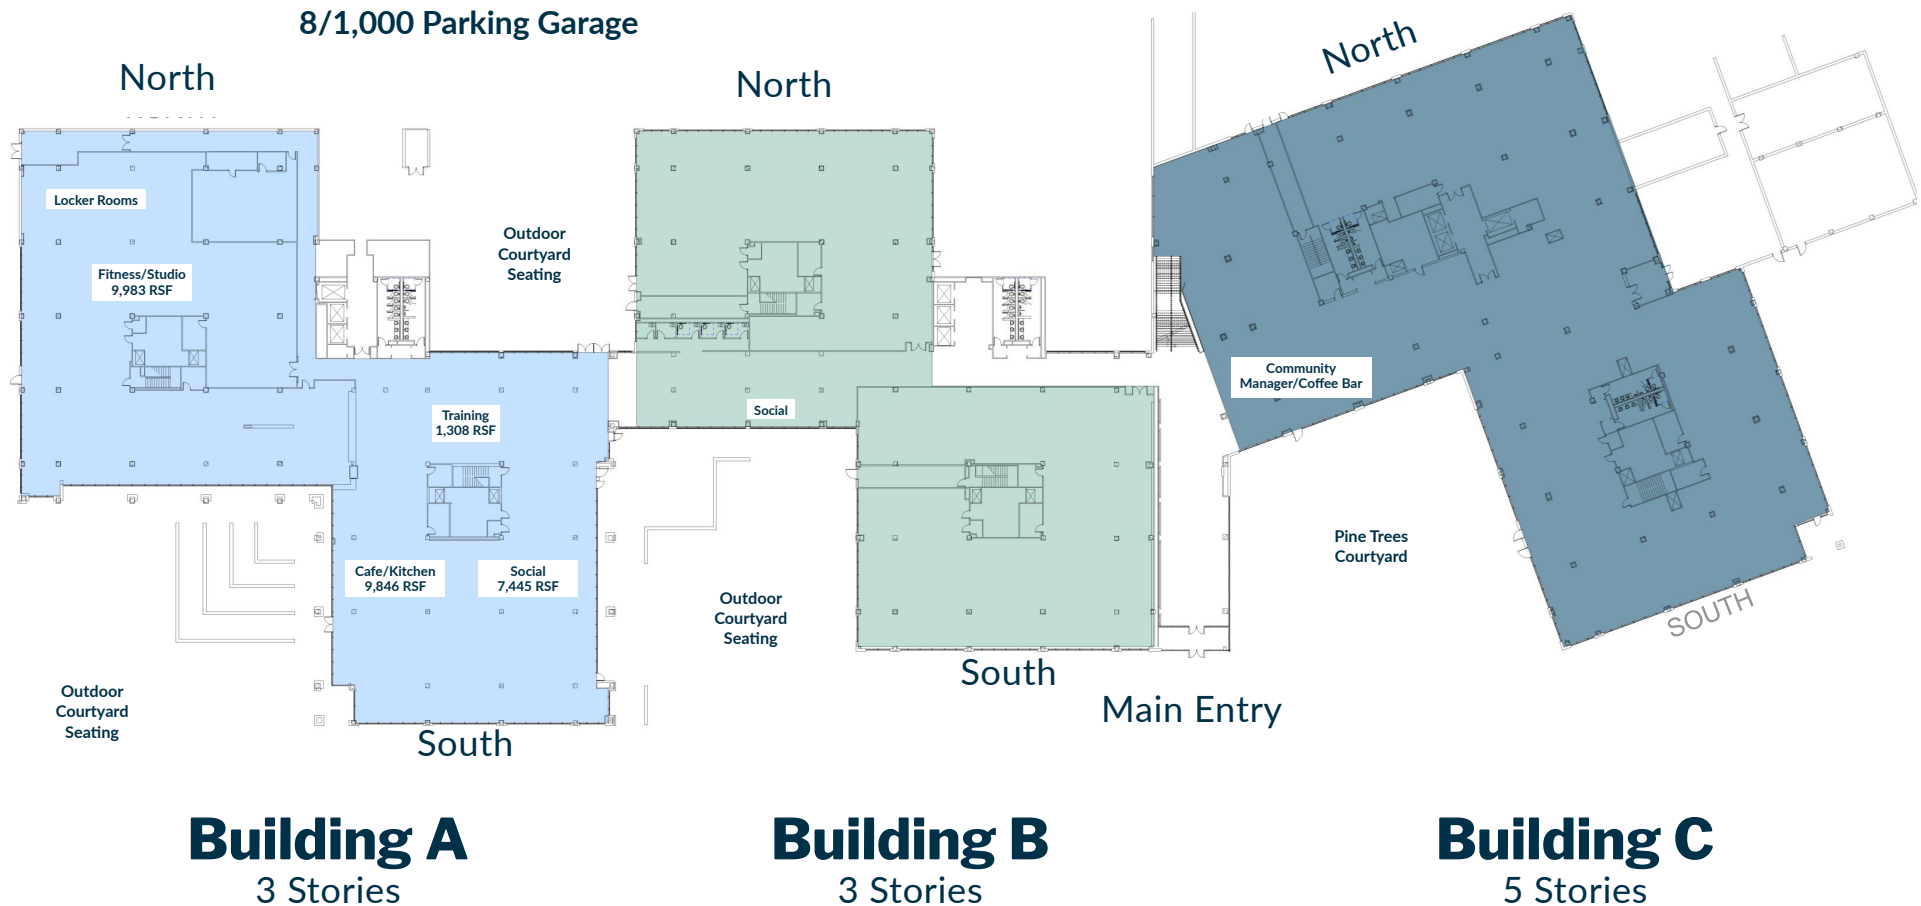 8/1,000 Parking Garage
North
North
North
Locker Rooms
Outdoor
Courtyard
Seating
Fitness/Studio
9,983 RSF
Community
Manager/Coffee Bar
Training
1,308 RSF
Social
Pine Trees
Courtyard
Cafe/Kitchen
9,846 RSF
Social
7,445 RSF
Outdoor
Courtyard
Seating
SOUTH
Outdoor
Courtyard
Seating
South
Main Entry
South
Building A
3 Stories
Building B
3 Stories
Building C
5 Stories